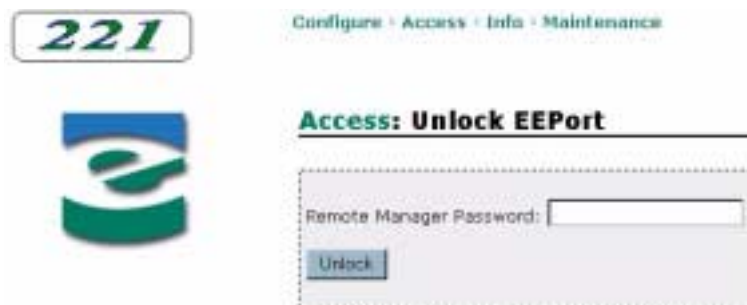 221
Configure · Access · Info · Maintenance
Access: Unlock EEPort
Remote Manager Password:
Unlock